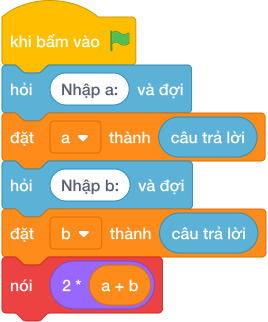 khi bấm vào
hỏi Nhập a: và đợi
đặt a thành câu trả lời
hỏi Nhập b: và đợi
đặt b thành câu trả lời
nói 2 * a + b